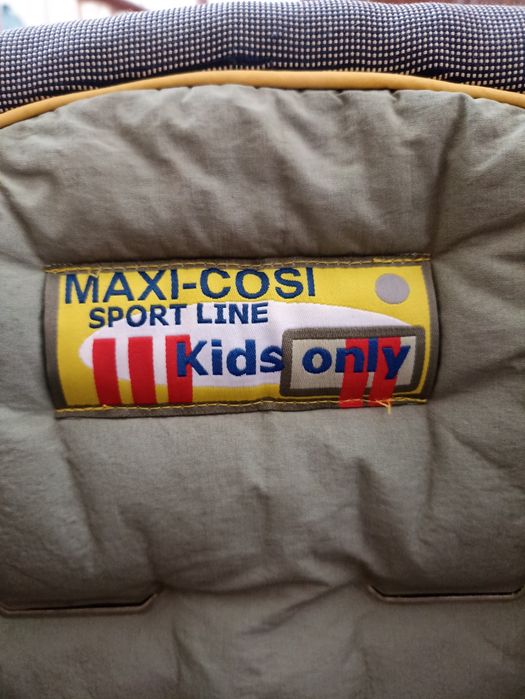 MAXI-COSI
SPORT LINE
Kids only